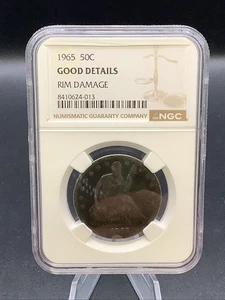 1965 50C
GOOD DETAILS
RIM DAMAGE
8410624-013
NUMISMATIC GUARANTY COMPANY
NGC